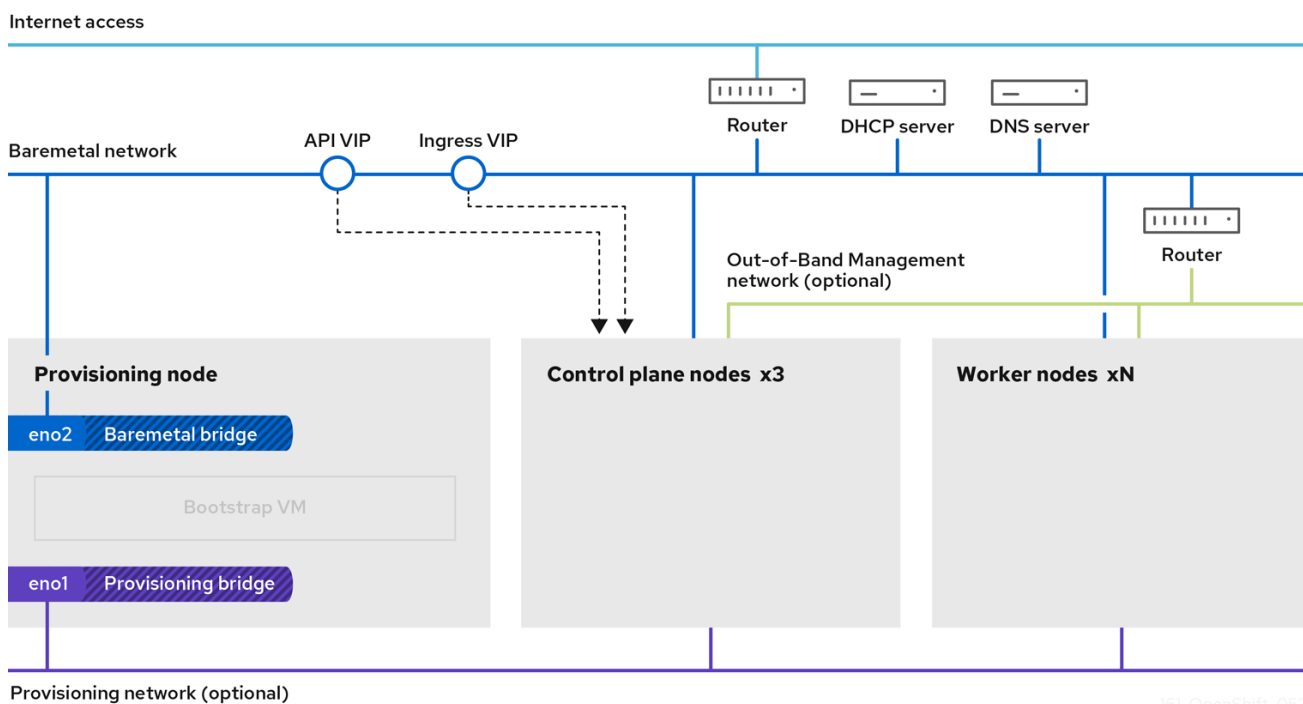 Internet access
Router
DHCP server
DNS server
API VIP
Ingress VIP
Baremetal network
Router
Out-of-Band Management
network (optional)
Provisioning node
Control plane nodes x3
Worker nodes xN
eno2
Baremetal bridge
Bootstrap VM
eno1
Provisioning bridge
Provisioning network (optional)